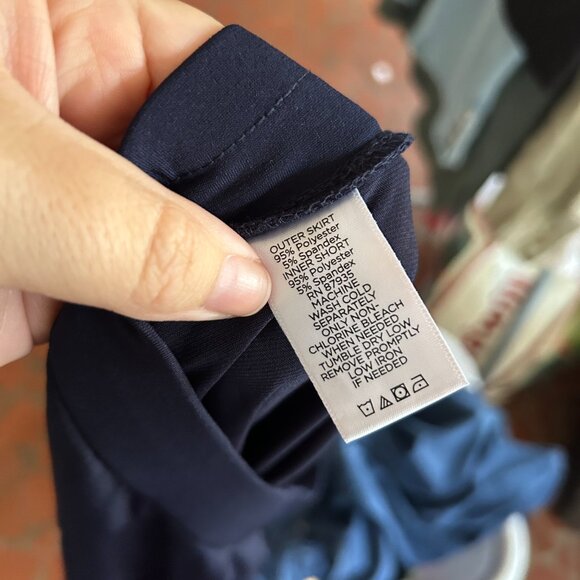 OUTER SKIRT
95% Polyester
5% Spandex
INNER SHORT
95% Polyester
5% Spandex
RN 87935
MACHINE
WASH COLD
SEPARATELY
ONLY NON-
CHLORINE BLEACH
WHEN NEEDED
TUMBLE DRY LOW
REMOVE PROMPTLY
LOW IRON
IF NEEDED